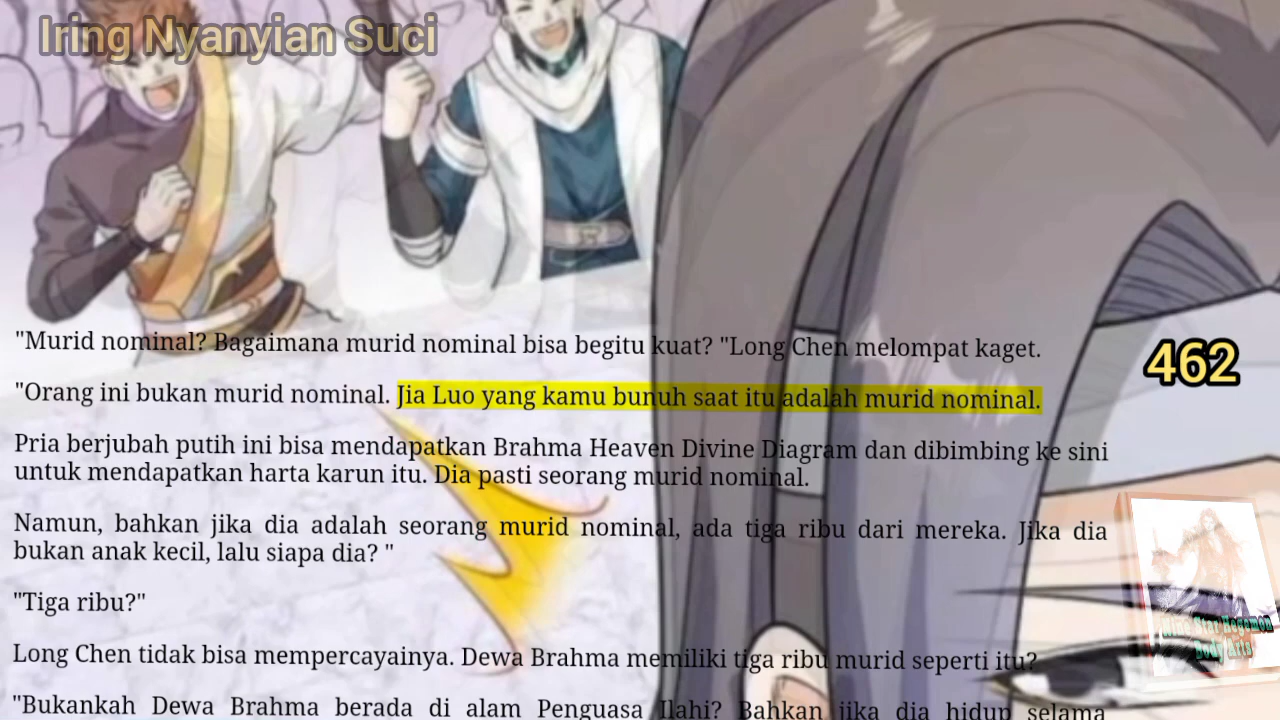 Iring Nyanyian Suci
"Murid nominal? Bagaimana murid nominal bisa begitu kuat? "Long Chen melompat kaget.
462
"Orang ini bukan murid nominal. Jia Luo yang kamu bunuh saat itu adalah murid nominal.
Pria berjubah putih ini bisa mendapatkan Brahma Heaven Divine Diagram dan dibimbing ke sini
untuk mendapatkan harta karun itu. Dia pasti seorang murid nominal.
Namun, bahkan jika dia adalah seorang murid nominal, ada tiga ribu dari mereka. Jika dia
bukan anak kecil, lalu siapa dia? "
"Tiga ribu?"
Nine Star Hegemon
Body Arts
Long Chen tidak bisa mempercayainya. Dewa Brahma memiliki tiga ribu murid seperti itu?
"Bukankah Dewa Brahma berada di alam Penguasa Ilahi? Bahkan jika dia hidup selama